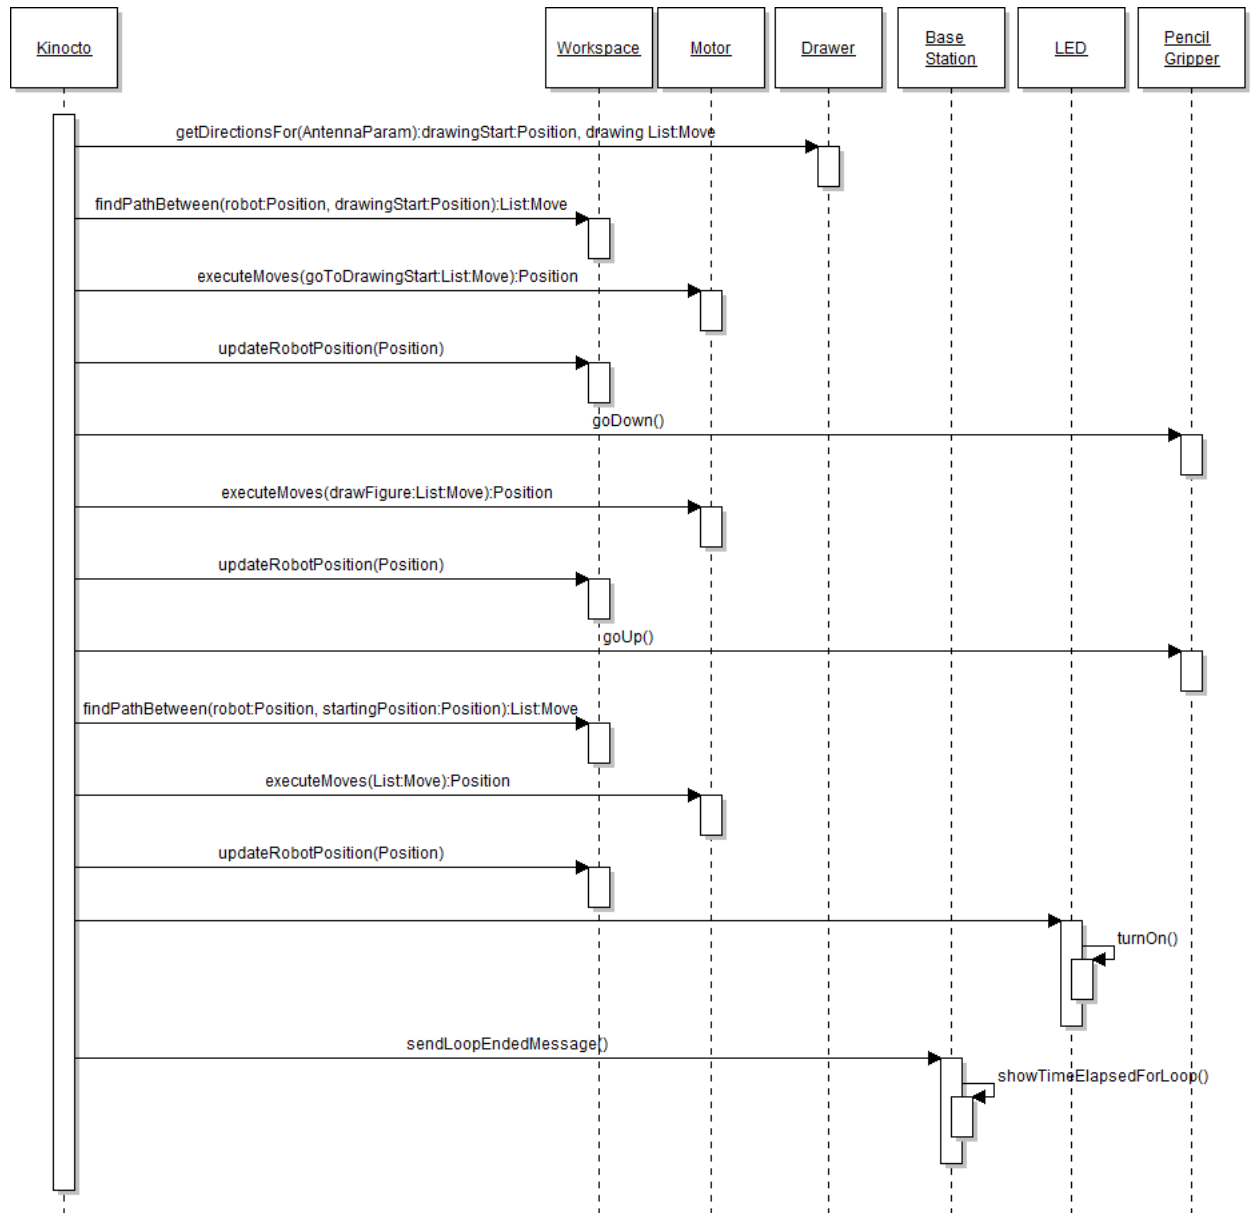 Kinocto
Workspace
Motor
Drawer
Base
Station
LED
Pencil
Gripper
getDirectionsFor(AntennaParam):drawingStart:Position, drawing List:Move
findPathBetween(robot:Position, drawingStart:Position):List:Move
executeMoves(goToDrawingStart:List:Move):Position
updateRobotPosition(Position)
goDown()
executeMoves(drawFigure:List:Move):Position
updateRobotPosition(Position)
goUp()
findPathBetween(robot:Position, startingPosition:Position):List:Move
executeMoves(List:Move):Position
updateRobotPosition(Position)
turnOn()
sendLoopEndedMessage()
showTimeElapsedForLoop()